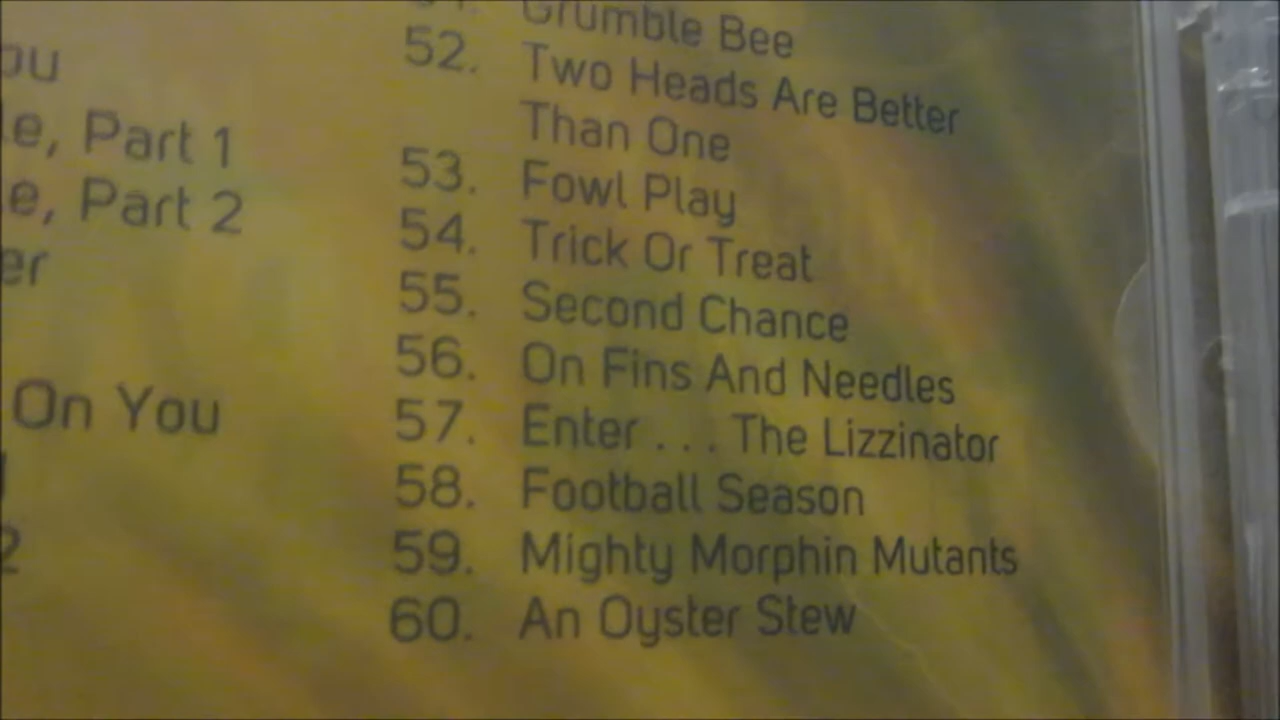 ou
e, Part 1
e, Part 2
er
On You
2
Grumble Bee
52. Two Heads Are Better
Than One
53. Fowl Play
54. Trick Or Treat
55. Second Chance
56. On Fins And Needles
57. Enter . . . The Lizzinator
58. Football Season
59. Mighty Morphin Mutants
60. An Oyster Stew